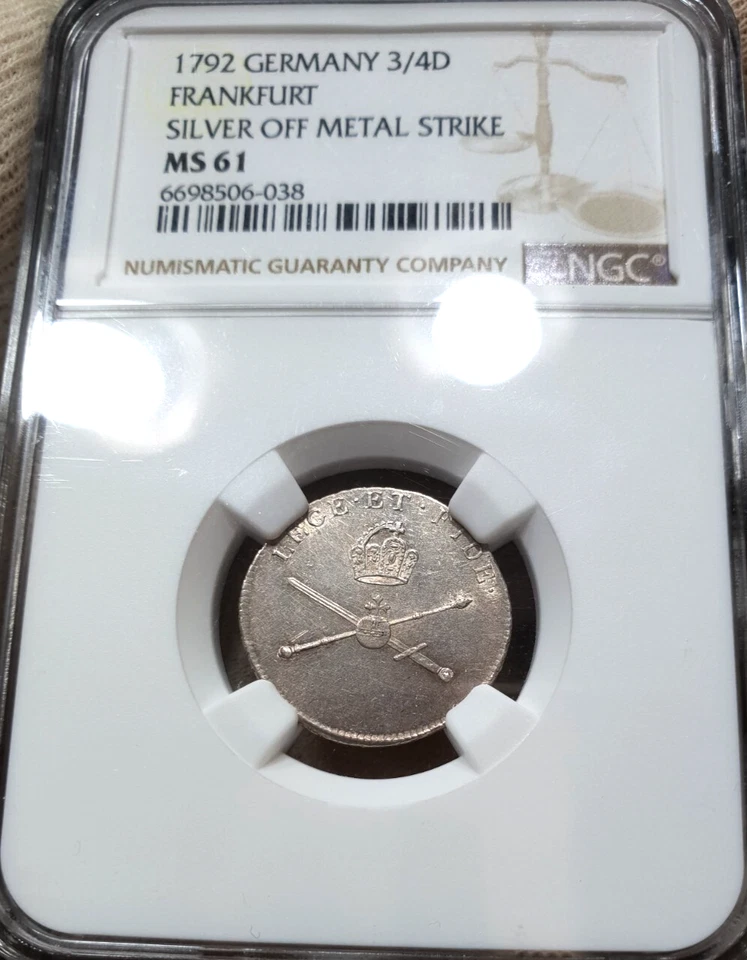 1792 GERMANY 3/4D
FRANKFURT
SILVER OFF METAL STRIKE
MS 61
6698506-038
NUMISMATIC GUARANTY COMPANY
NGC®
LEGE·ET·FIDE·